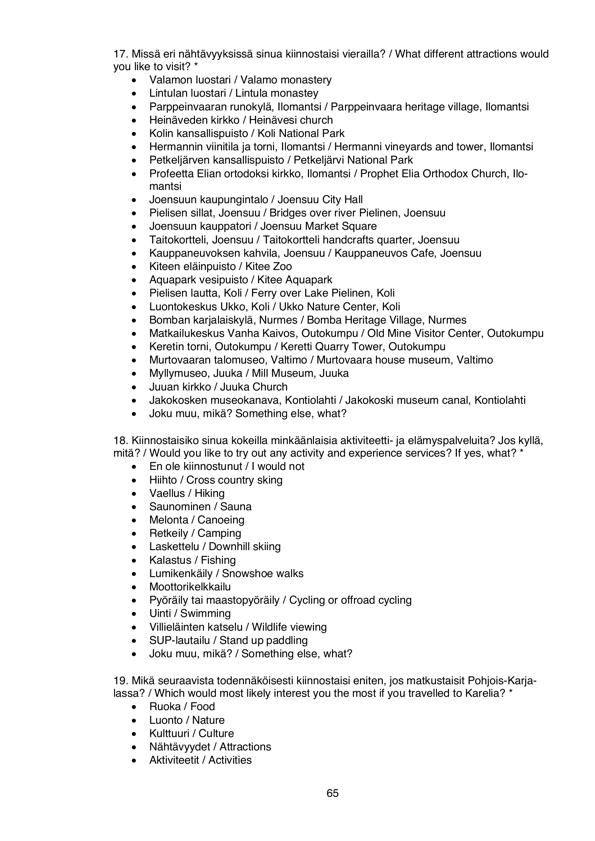 17. Missä eri nähtävyyksissä sinua kiinnostaisi vierailla? / What different attractions would
you like to visit? *
• Valamon luostari / Valamo monastery
• Lintulan luostari / Lintula monastey
• Parppeinvaaran runokylä, Ilomantsi / Parppeinvaara heritage village, Ilomantsi
• Heinäveden kirkko / Heinävesi church
• Kolin kansallispuisto / Koli National Park
• Hermannin viinitila ja torni, Ilomantsi / Hermanni vineyards and tower, Ilomantsi
• Petkeljärven kansallispuisto / Petkeljärvi National Park
• Profeetta Elian ortodoksi kirkko, Ilomantsi / Prophet Elia Orthodox Church, Ilo-
mantsi
• Joensuun kaupungintalo / Joensuu City Hall
• Pielisen sillat, Joensuu / Bridges over river Pielinen, Joensuu
• Joensuun kauppatori / Joensuu Market Square
• Taitokortteli, Joensuu / Taitokortteli handcrafts quarter, Joensuu
• Kauppaneuvoksen kahvila, Joensuu / Kauppaneuvos Cafe, Joensuu
• Kiteen eläinpuisto / Kitee Zoo
• Aquapark vesipuisto / Kitee Aquapark
• Pielisen lautta, Koli / Ferry over Lake Pielinen, Koli
• Luontokeskus Ukko, Koli / Ukko Nature Center, Koli
• Bomban karjalaiskylä, Nurmes / Bomba Heritage Village, Nurmes
• Matkailukeskus Vanha Kaivos, Outokumpu / Old Mine Visitor Center, Outokumpu
• Keretin torni, Outokumpu / Keretti Quarry Tower, Outokumpu
• Murtovaaran talomuseo, Valtimo / Murtovaara house museum, Valtimo
• Myllymuseo, Juuka / Mill Museum, Juuka
• Juuan kirkko / Juuka Church
• Jakokosken museokanava, Kontiolahti / Jakokoski museum canal, Kontiolahti
• Joku muu, mikä? Something else, what?
18. Kiinnostaisiko sinua kokeilla minkäänlaisia aktiviteetti- ja elämyspalveluita? Jos kyllä,
mitä? / Would you like to try out any activity and experience services? If yes, what? *
• En ole kiinnostunut / I would not
• Hiihto / Cross country sking
• Vaellus / Hiking
• Saunominen / Sauna
• Melonta / Canoeing
• Retkeily / Camping
• Laskettelu / Downhill skiing
• Kalastus / Fishing
• Lumikenkäily / Snowshoe walks
• Moottorikelkkailu
• Pyöräily tai maastopyöräily / Cycling or offroad cycling
• Uinti / Swimming
• Villieläinten katselu / Wildlife viewing
• SUP-lautailu / Stand up paddling
• Joku muu, mikä? / Something else, what?
19. Mikä seuraavista todennäköisesti kiinnostaisi eniten, jos matkustaisit Pohjois-Karja-
lassa? / Which would most likely interest you the most if you travelled to Karelia? *
• Ruoka / Food
• Luonto / Nature
• Kulttuuri / Culture
• Nähtävyydet / Attractions
• Aktiviteetit / Activities
65